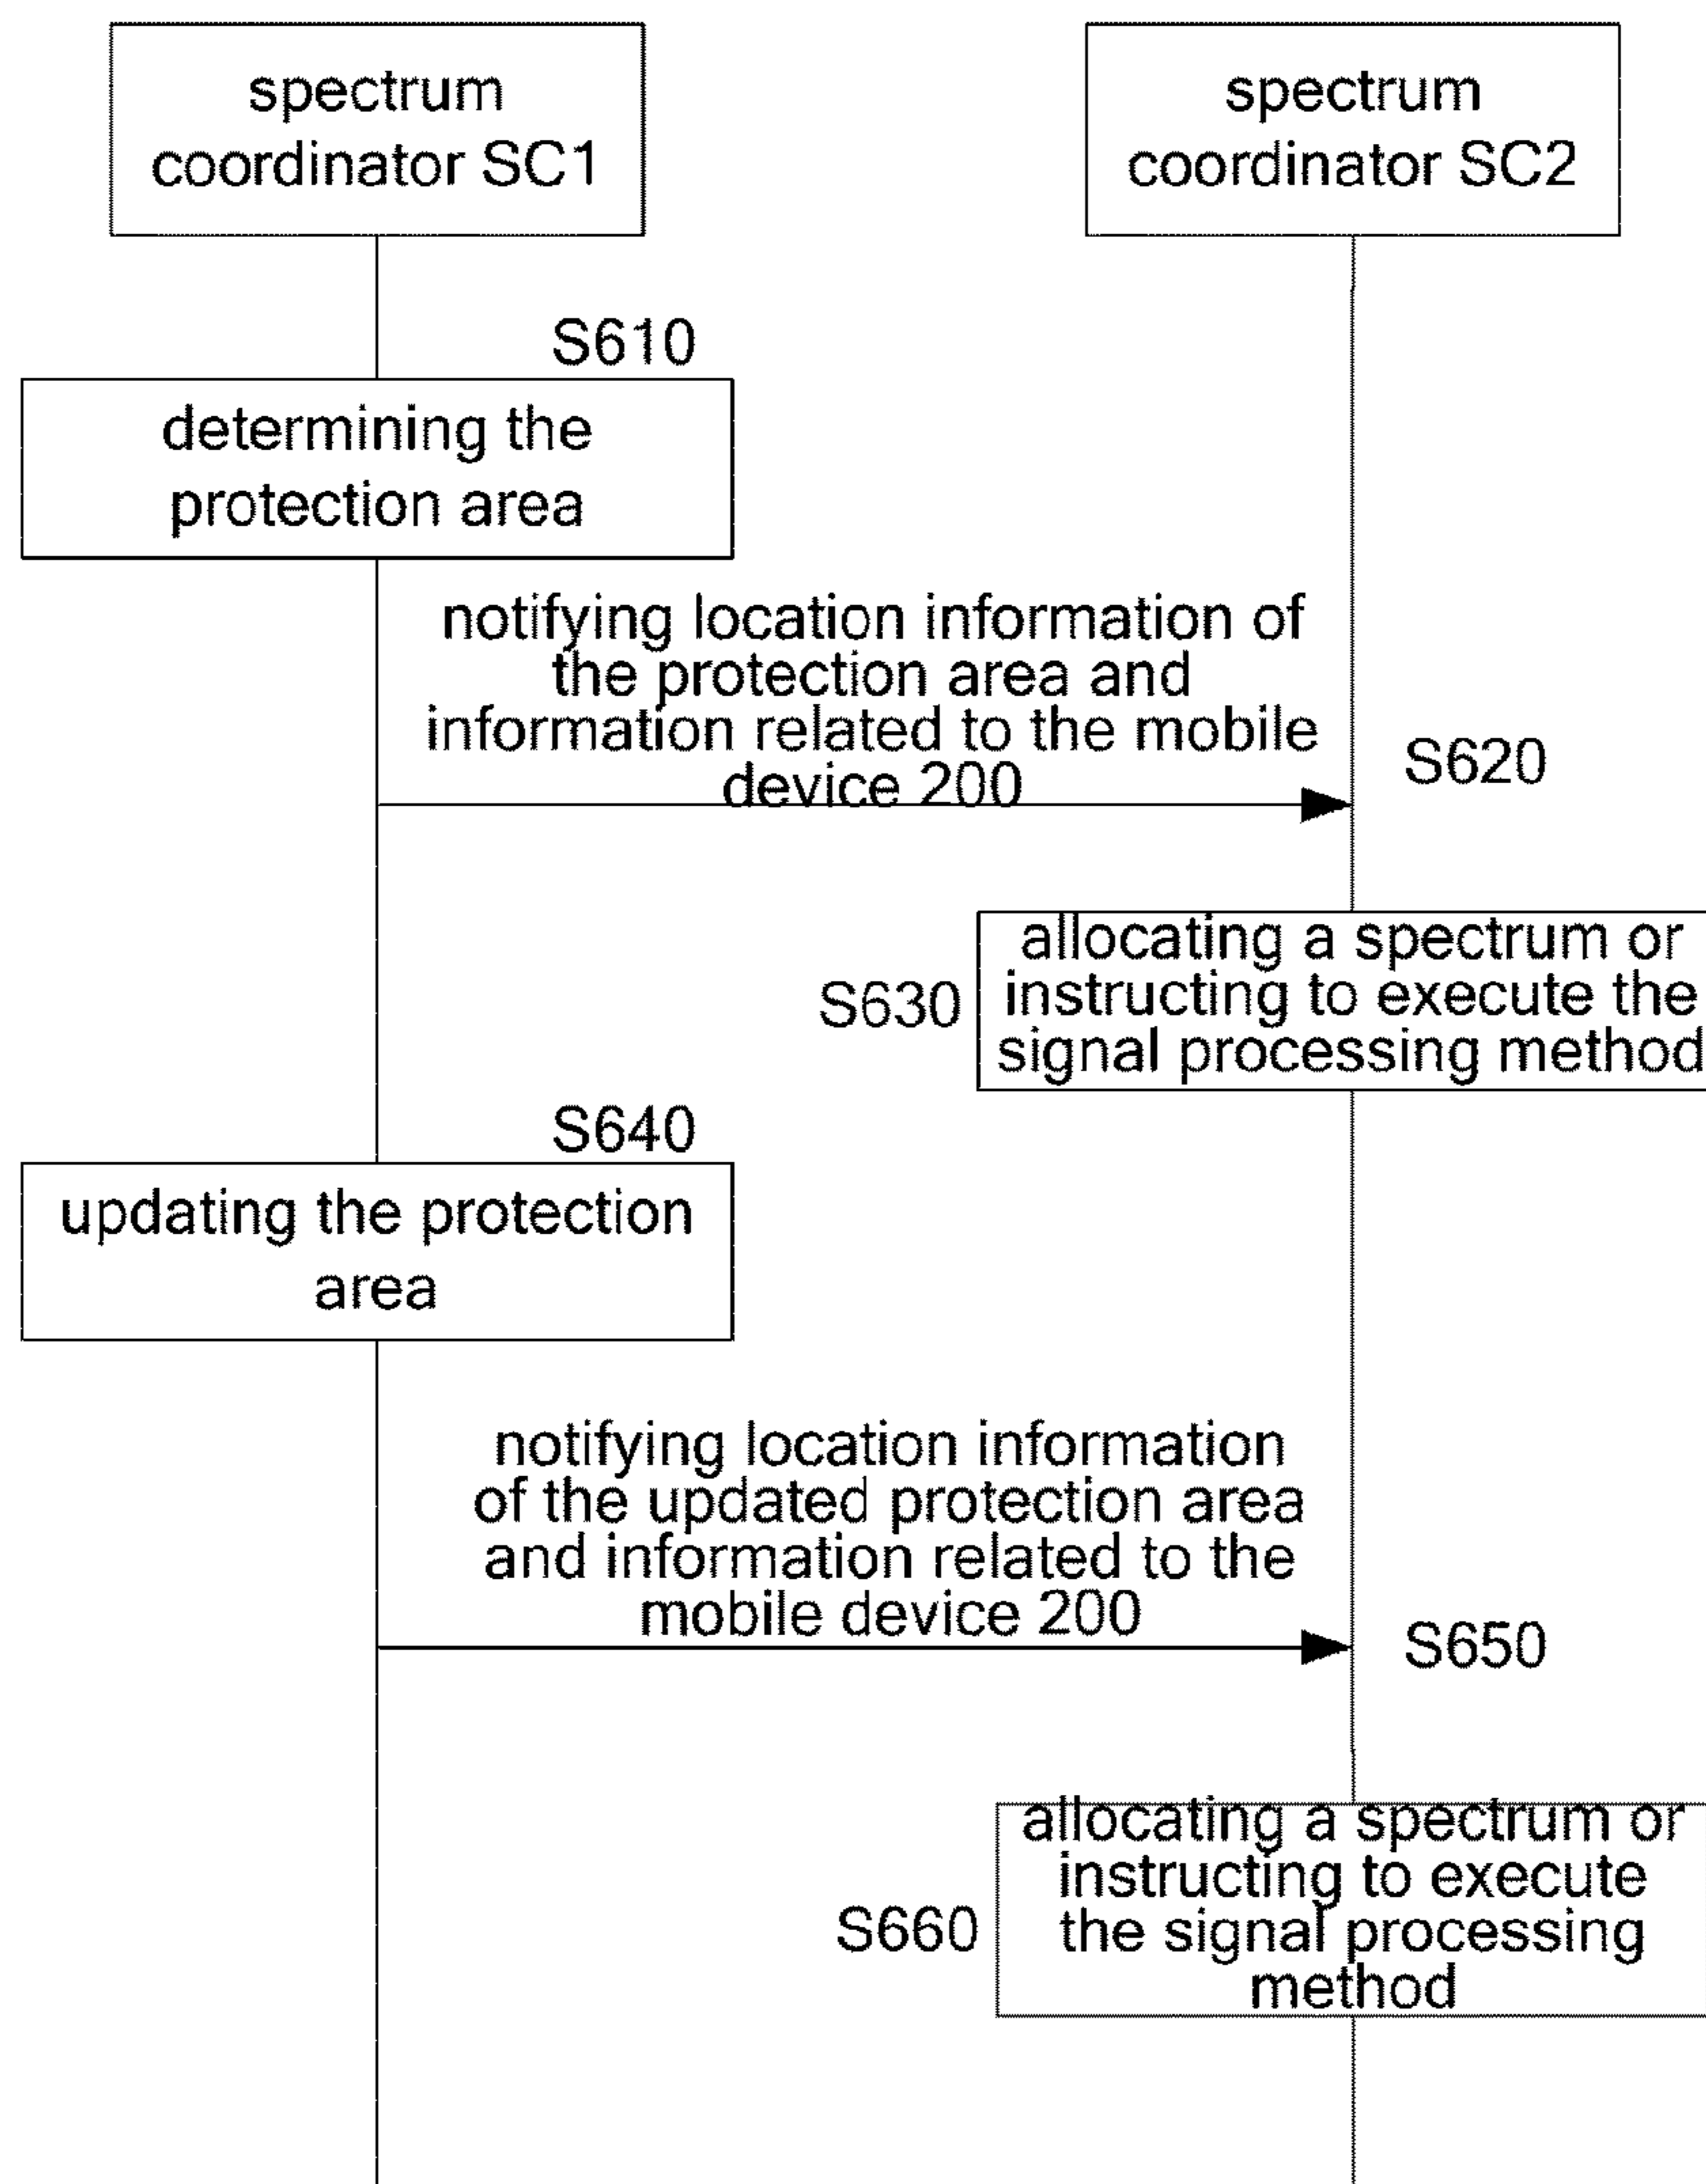 spectrum
coordinator SC1
spectrum
coordinator SC2
S610
determining the
protection area
notifying location information of
the protection area and
information related to the mobile
device 200
S620
allocating a spectrum or
instructing to execute the
signal processing method
S630
S640
updating the protection
area
notifying location information
of the updated protection area
and information related to the
mobile device 200
S650
allocating a spectrum or
instructing to execute
the signal processing
method
S660